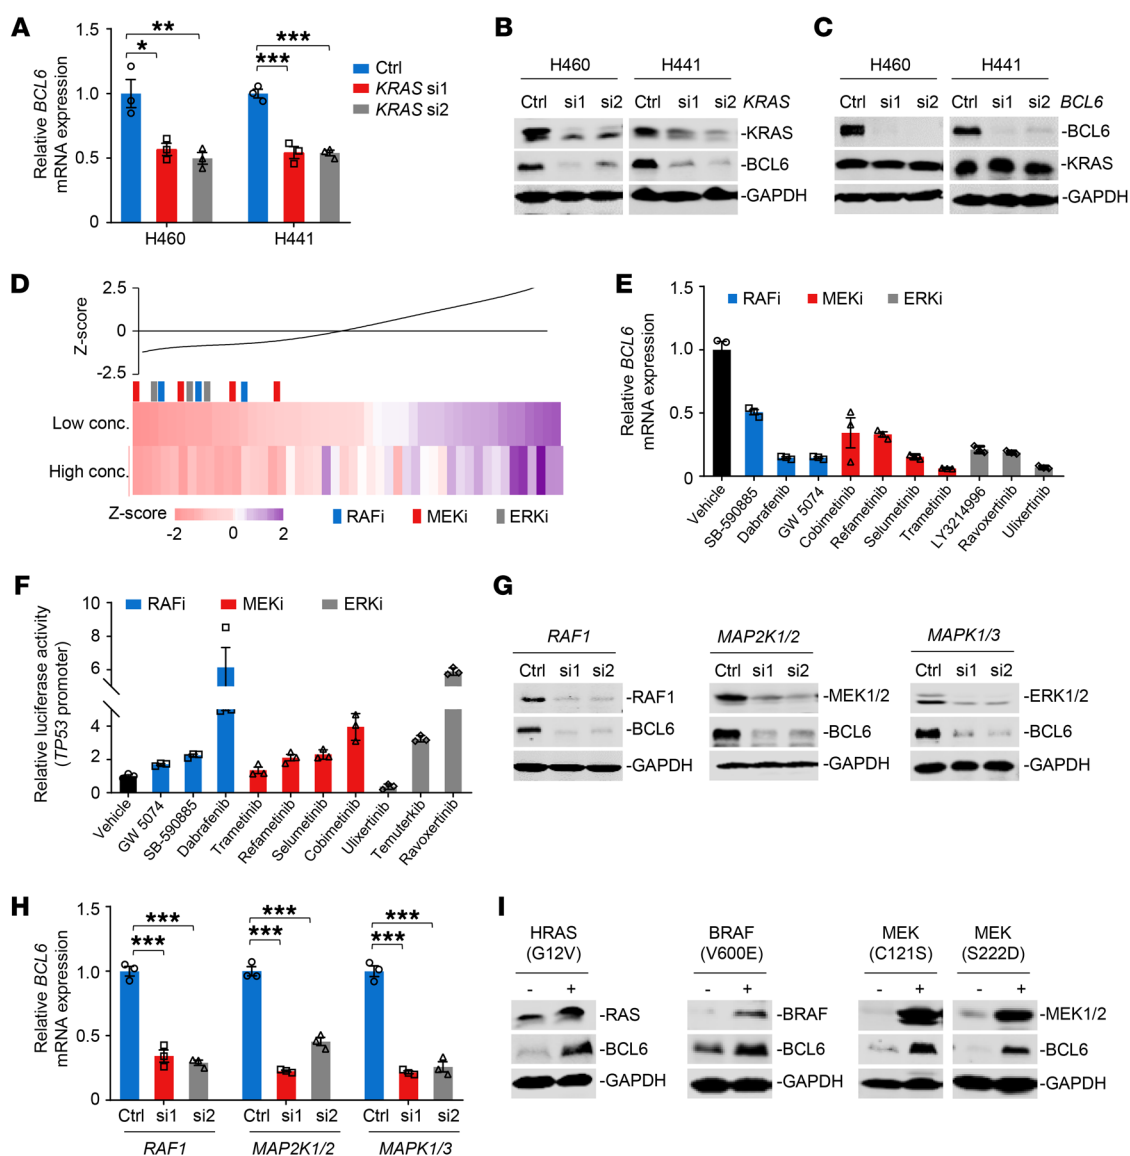 A
1.5
1.0
0.5
0
Relative BCL6
mRNA expression
*
**
***
***
H460
H441
Ctrl
KRAS si1
KRAS si2
B
H460
H441
Ctrl si1 si2 Ctrl si1 si2 KRAS
-KRAS
-BCL6
-GAPDH
C
H460
H441
Ctrl si1 si2 Ctrl si1 si2 BCL6
-BCL6
-KRAS
-GAPDH
D
2.5
0
-2.5
Z-score
Low conc.
High conc.
Z-score
-2 0 2
RAFi
MEKi
ERKi
E
1.5
1.0
0.5
0
Relative BCL6
mRNA expression
RAFi
MEKi
ERKi
Vehicle
SB-590885
Dabrafenib
GW 5074
Cobimetinib
Refametinib
Selumetinib
Trametinib
LY3214996
Ravoxertinib
Ulixertinib
F
10
8
6
4
2
0
Relative luciferase activity
(TP53 promoter)
RAFi
MEKi
ERKi
Vehicle
GW 5074
SB-590885
Dabrafenib
Trametinib
Refametinib
Selumetinib
Cobimetinib
Ulixertinib
Temuterkib
Ravoxertinib
G
RAF1
Ctrl si1 si2
-RAF1
-BCL6
-GAPDH
MAP2K1/2
Ctrl si1 si2
-MEK1/2
-BCL6
-GAPDH
MAPK1/3
Ctrl si1 si2
-ERK1/2
-BCL6
-GAPDH
H
1.5
1.0
0.5
0
Relative BCL6
mRNA expression
***
***
***
***
***
***
Ctrl si1 si2 Ctrl si1 si2 Ctrl si1 si2
RAF1
MAP2K1/2
MAPK1/3
I
HRAS
(G12V)
- +
-RAS
-BCL6
-GAPDH
BRAF
(V600E)
- +
-BRAF
-BCL6
-GAPDH
MEK
(C121S)
- +
MEK
(S222D)
- +
-MEK1/2
-BCL6
-GAPDH